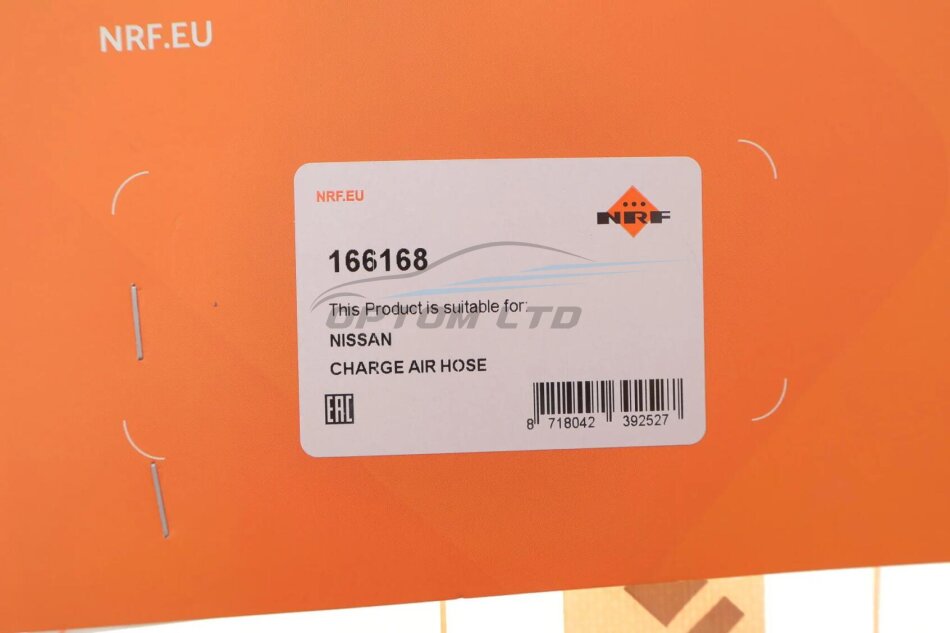 NRF.EU
NRF.EU
NRF
166168
This Product is suitable for:
OPTOM LTD
NISSAN
CHARGE AIR HOSE
EAC
8 718042 392527